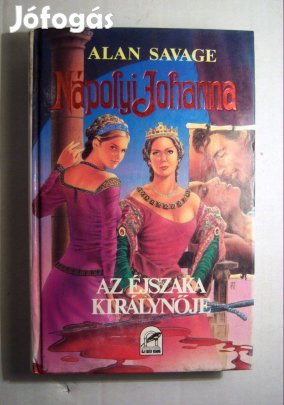 Jófogás
ALAN SAVAGE
Nápolyi Johanna
AZ ÉJSZAKA
KIRÁLYNŐJE